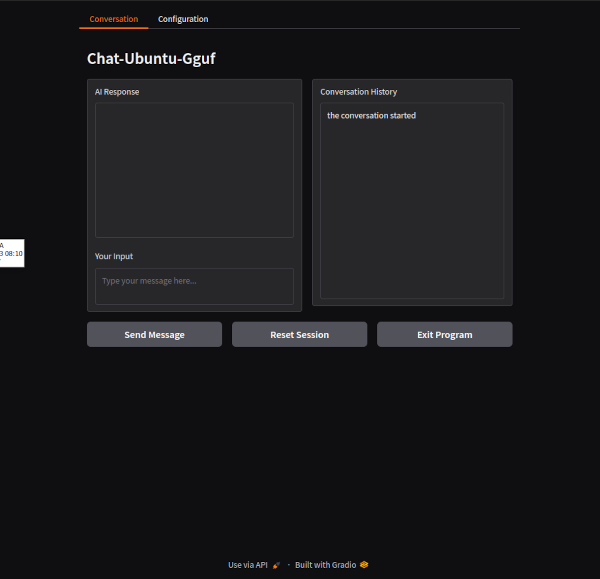 Conversation
Configuration
Chat-Ubuntu-Gguf
AI Response
Conversation History
the conversation started
A
3 08:10
Your Input
Type your message here...
Send Message
Reset Session
Exit Program
Use via API
·
Built with Gradio